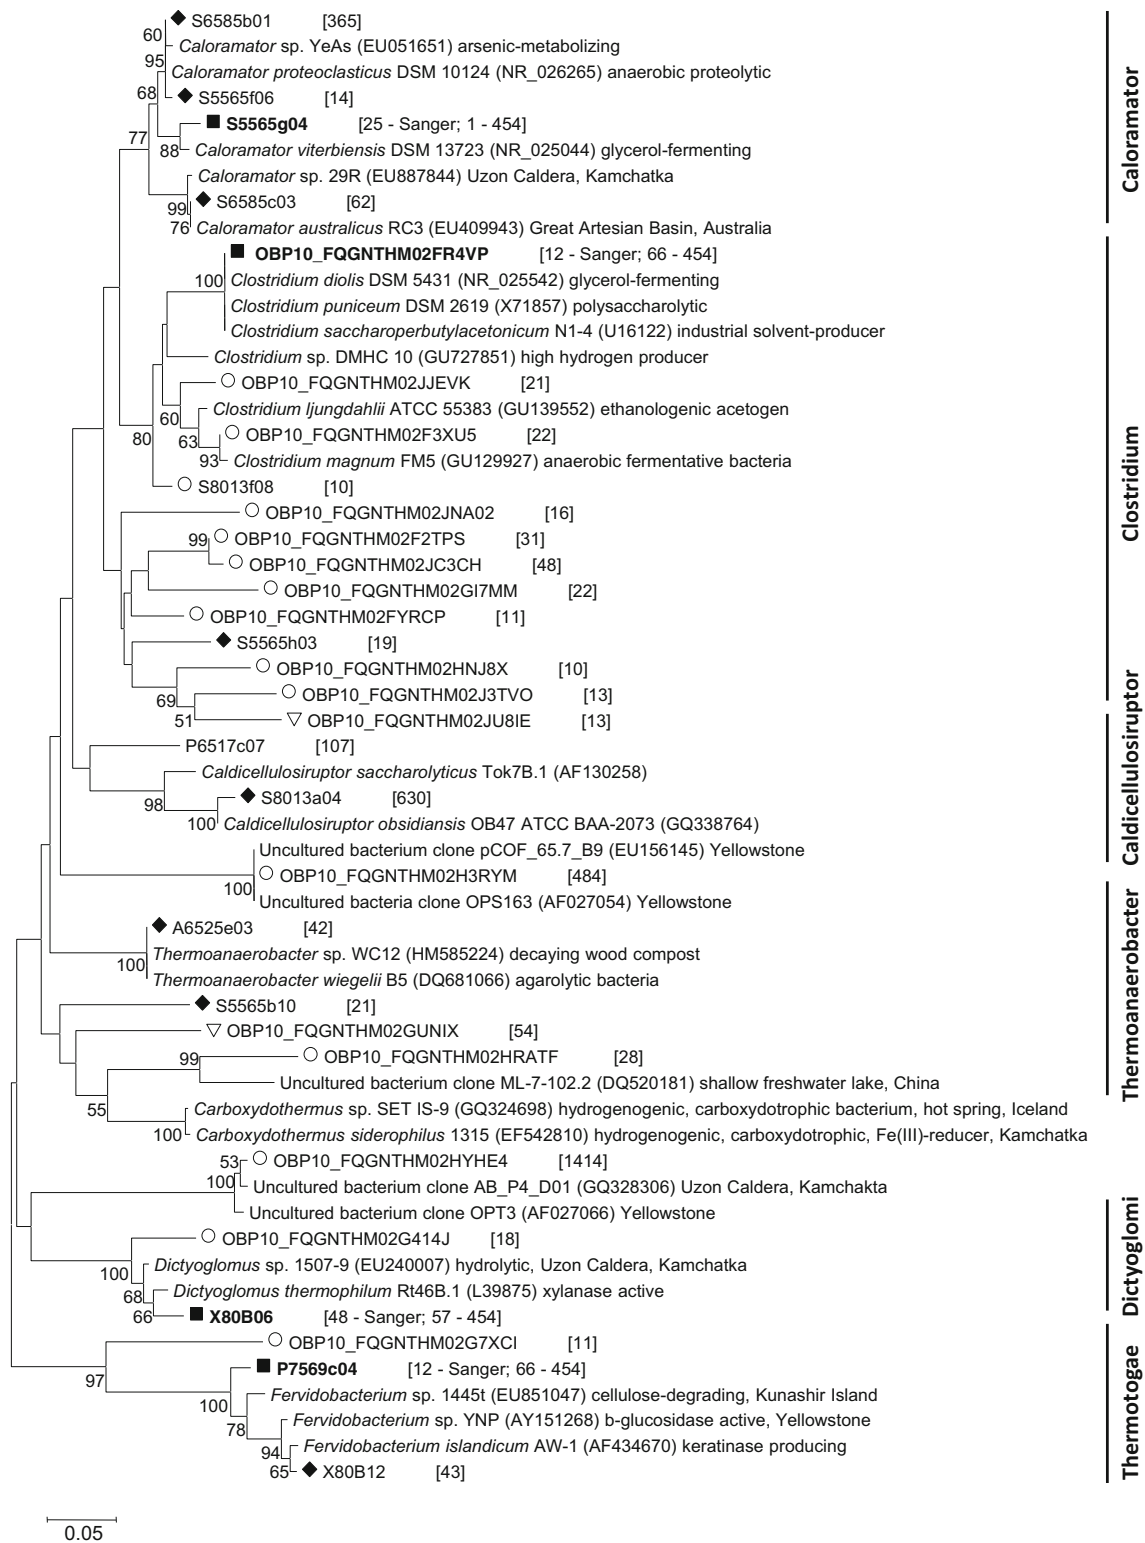 S6585b01 [365]
60
Caloramator sp. YeAs (EU051651) arsenic-metabolizing
95
Caloramator proteoclasticus DSM 10124 (NR_026265) anaerobic proteolytic
68
S5565f06 [14]
S5565g04 [25 - Sanger; 1 - 454]
77
88
Caloramator viterbiensis DSM 13723 (NR_025044) glycerol-fermenting
Caloramator sp. 29R (EU887844) Uzon Caldera, Kamchatka
S6585c03 [62]
99
76
Caloramator australicus RC3 (EU409943) Great Artesian Basin, Australia
Caloramator
OBP10_FQGNTHM02FR4VP [12 - Sanger; 66 - 454]
100
Clostridium diolis DSM 5431 (NR_025542) glycerol-fermenting
Clostridium puniceum DSM 2619 (X71857) polysaccharolytic
Clostridium saccharoperbutylacetonicum N1-4 (U16122) industrial solvent-producer
Clostridium sp. DMHC 10 (GU727851) high hydrogen producer
OBP10_FQGNTHM02JJEVK [21]
60
Clostridium ljungdahlii ATCC 55383 (GU139552) ethanologenic acetogen
80
63
OBP10_FQGNTHM02F3XU5 [22]
93
Clostridium magnum FM5 (GU129927) anaerobic fermentative bacteria
S8013f08 [10]
OBP10_FQGNTHM02JNA02 [16]
99
OBP10_FQGNTHM02F2TPS [31]
OBP10_FQGNTHM02JC3CH [48]
OBP10_FQGNTHM02GI7MM [22]
OBP10_FQGNTHM02FYRCP [11]
S5565h03 [19]
OBP10_FQGNTHM02HNJ8X [10]
69
OBP10_FQGNTHM02J3TVO [13]
Clostridium
51
OBP10_FQGNTHM02JU8IE [13]
P6517c07 [107]
Caldicellulosiruptor saccharolyticus Tok7B.1 (AF130258)
98
S8013a04 [630]
100
Caldicellulosiruptor obsidiansis OB47 ATCC BAA-2073 (GQ338764)
Uncultured bacterium clone pCOF_65.7_B9 (EU156145) Yellowstone
Caldicellulosiruptor
100
OBP10_FQGNTHM02H3RYM [484]
Uncultured bacteria clone OPS163 (AF027054) Yellowstone
A6525e03 [42]
100
Thermoanaerobacter sp. WC12 (HM585224) decaying wood compost
Thermoanaerobacter wiegelii B5 (DQ681066) agarolytic bacteria
S5565b10 [21]
OBP10_FQGNTHM02GUNIX [54]
99
OBP10_FQGNTHM02HRATF [28]
Uncultured bacterium clone ML-7-102.2 (DQ520181) shallow freshwater lake, China
Thermoanaerobacter
55
Carboxydothermus sp. SET IS-9 (GQ324698) hydrogenogenic, carboxydotrophic bacterium, hot spring, Iceland
100
Carboxydothermus siderophilus 1315 (EF542810) hydrogenogenic, carboxydotrophic, Fe(III)-reducer, Kamchatka
53
OBP10_FQGNTHM02HYHE4 [1414]
100
Uncultured bacterium clone AB_P4_D01 (GQ328306) Uzon Caldera, Kamchakta
Uncultured bacterium clone OPT3 (AF027066) Yellowstone
OBP10_FQGNTHM02G414J [18]
100
Dictyoglomus sp. 1507-9 (EU240007) hydrolytic, Uzon Caldera, Kamchatka
68
Dictyoglomus thermophilum Rt46B.1 (L39875) xylanase active
66
X80B06 [48 - Sanger; 57 - 454]
Dictyoglomi
OBP10_FQGNTHM02G7XCI [11]
97
P7569c04 [12 - Sanger; 66 - 454]
100
Fervidobacterium sp. 1445t (EU851047) cellulose-degrading, Kunashir Island
78
Fervidobacterium sp. YNP (AY151268) b-glucosidase active, Yellowstone
94
Fervidobacterium islandicum AW-1 (AF434670) keratinase producing
65
X80B12 [43]
Thermotogae
0.05